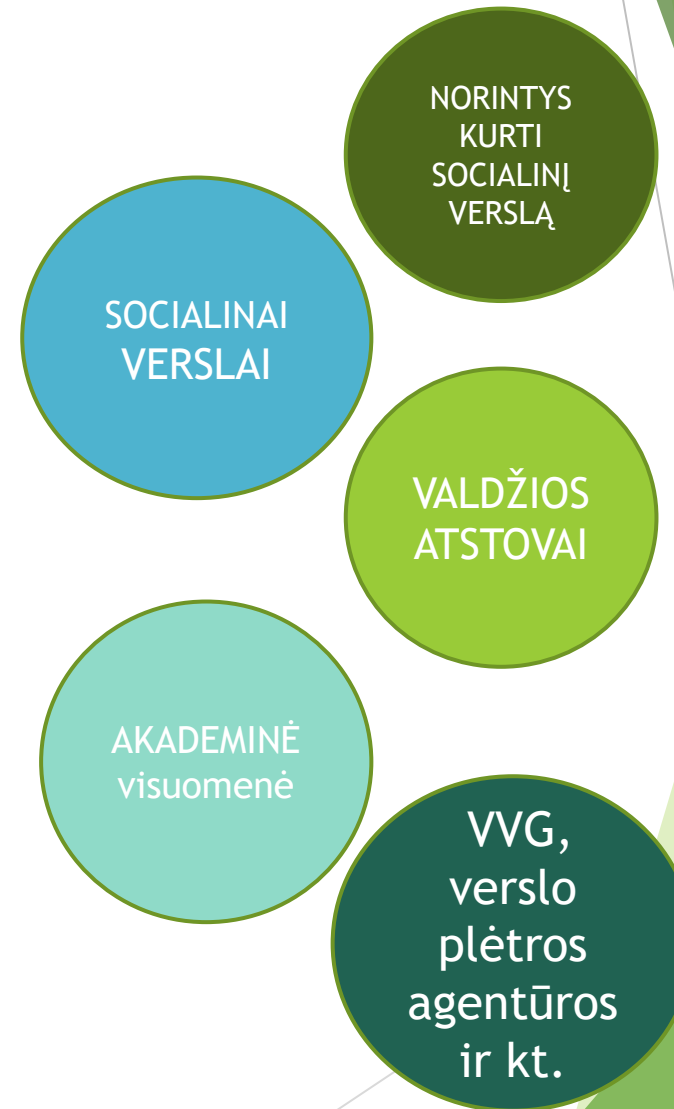 NORINTYS
KURTI
SOCIALINĮ
VERSLĄ
SOCIALINAI
VERSLAI
VALDŽIOS
ATSTOVAI
AKADEMINĖ
visuomenė
VVG,
verslo
plėtros
agentūros
ir kt.